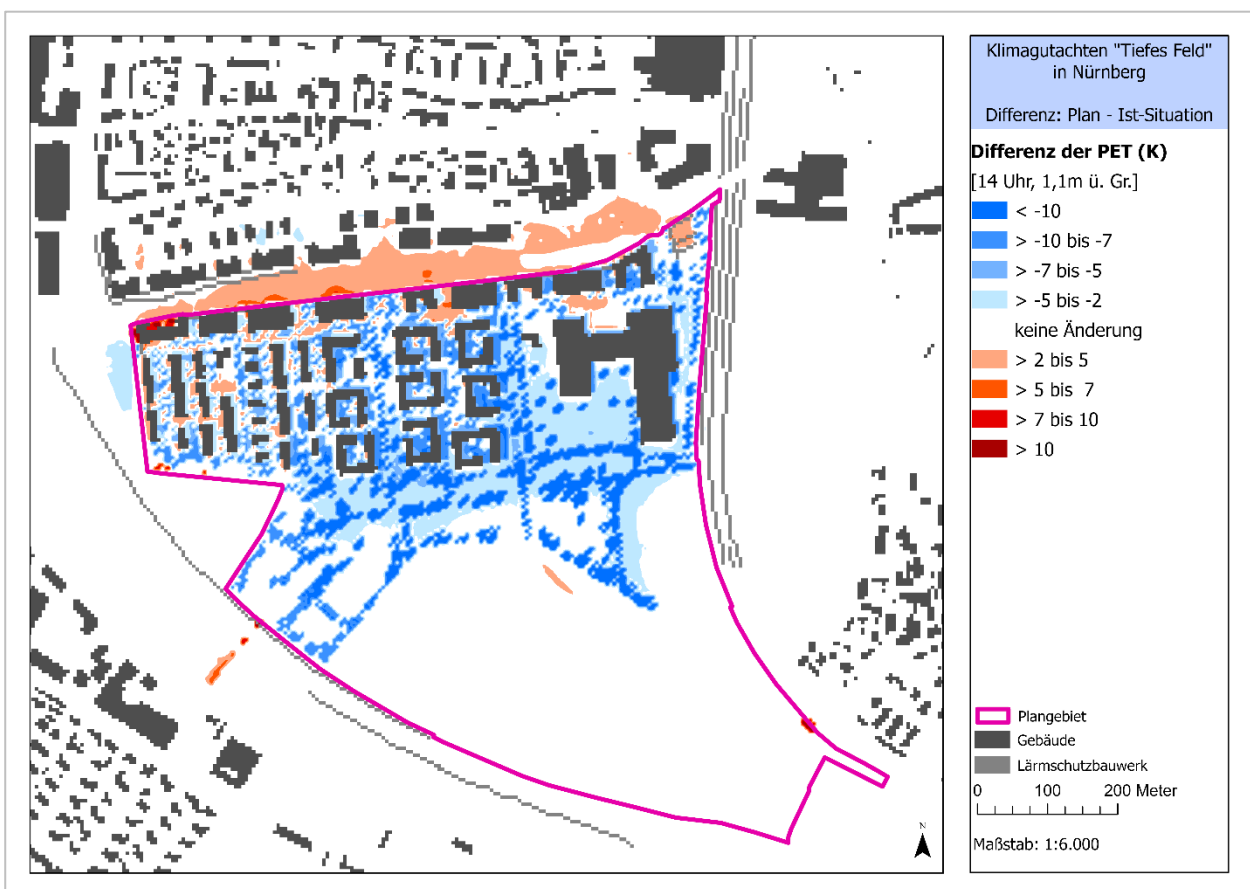 Klimagutachten "Tiefes Feld"
in Nürnberg
Differenz: Plan - Ist-Situation
Differenz der PET (K)
[14 Uhr, 1,1m ü. Gr.]
< -10
> -10 bis -7
> -7 bis -5
> -5 bis -2
keine Änderung
> 2 bis 5
> 5 bis 7
> 7 bis 10
> 10
Plangebiet
Gebäude
Lärmschutzbauwerk
0 100 200 Meter
N
Maßstab: 1:6.000